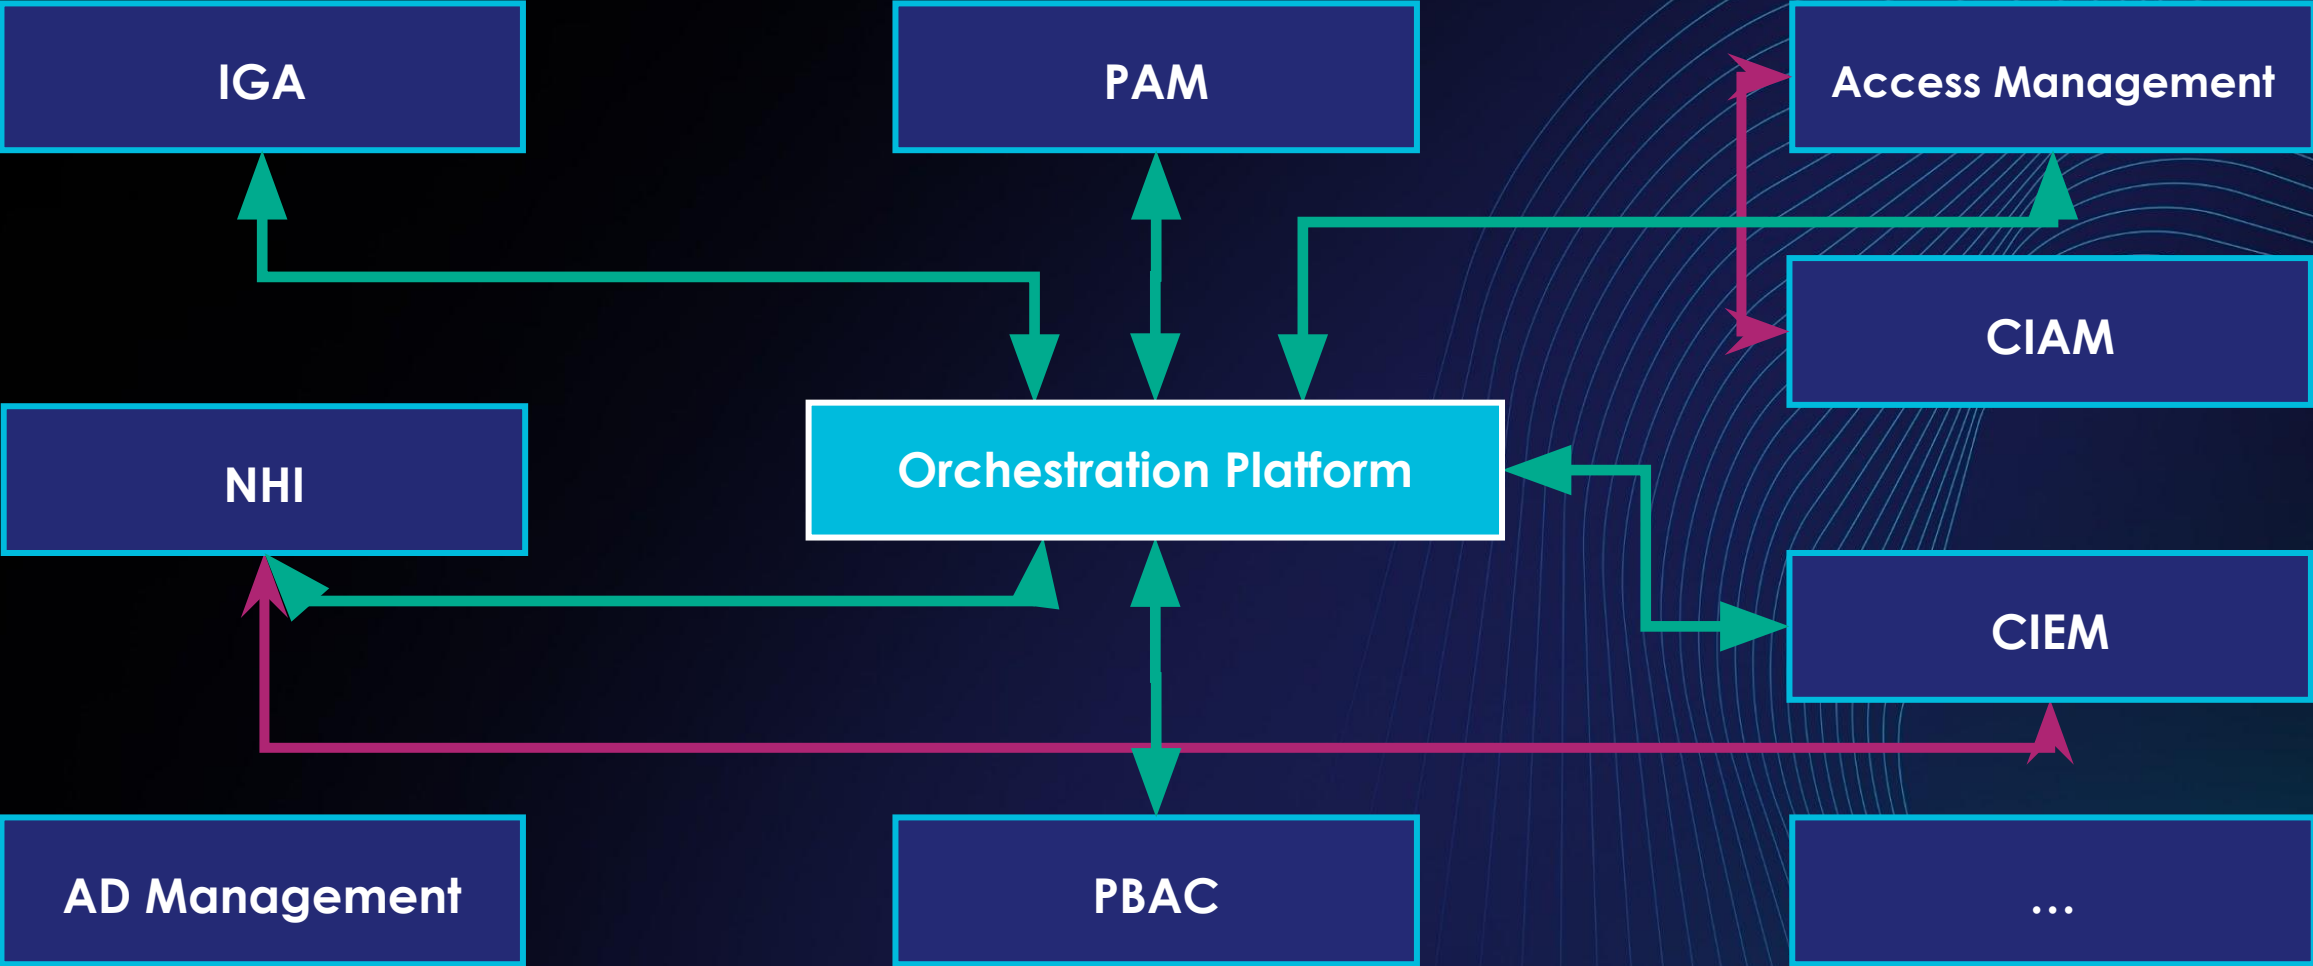 IGA
PAM
Access Management
CIAM
NHI
Orchestration Platform
CIEM
AD Management
PBAC
...